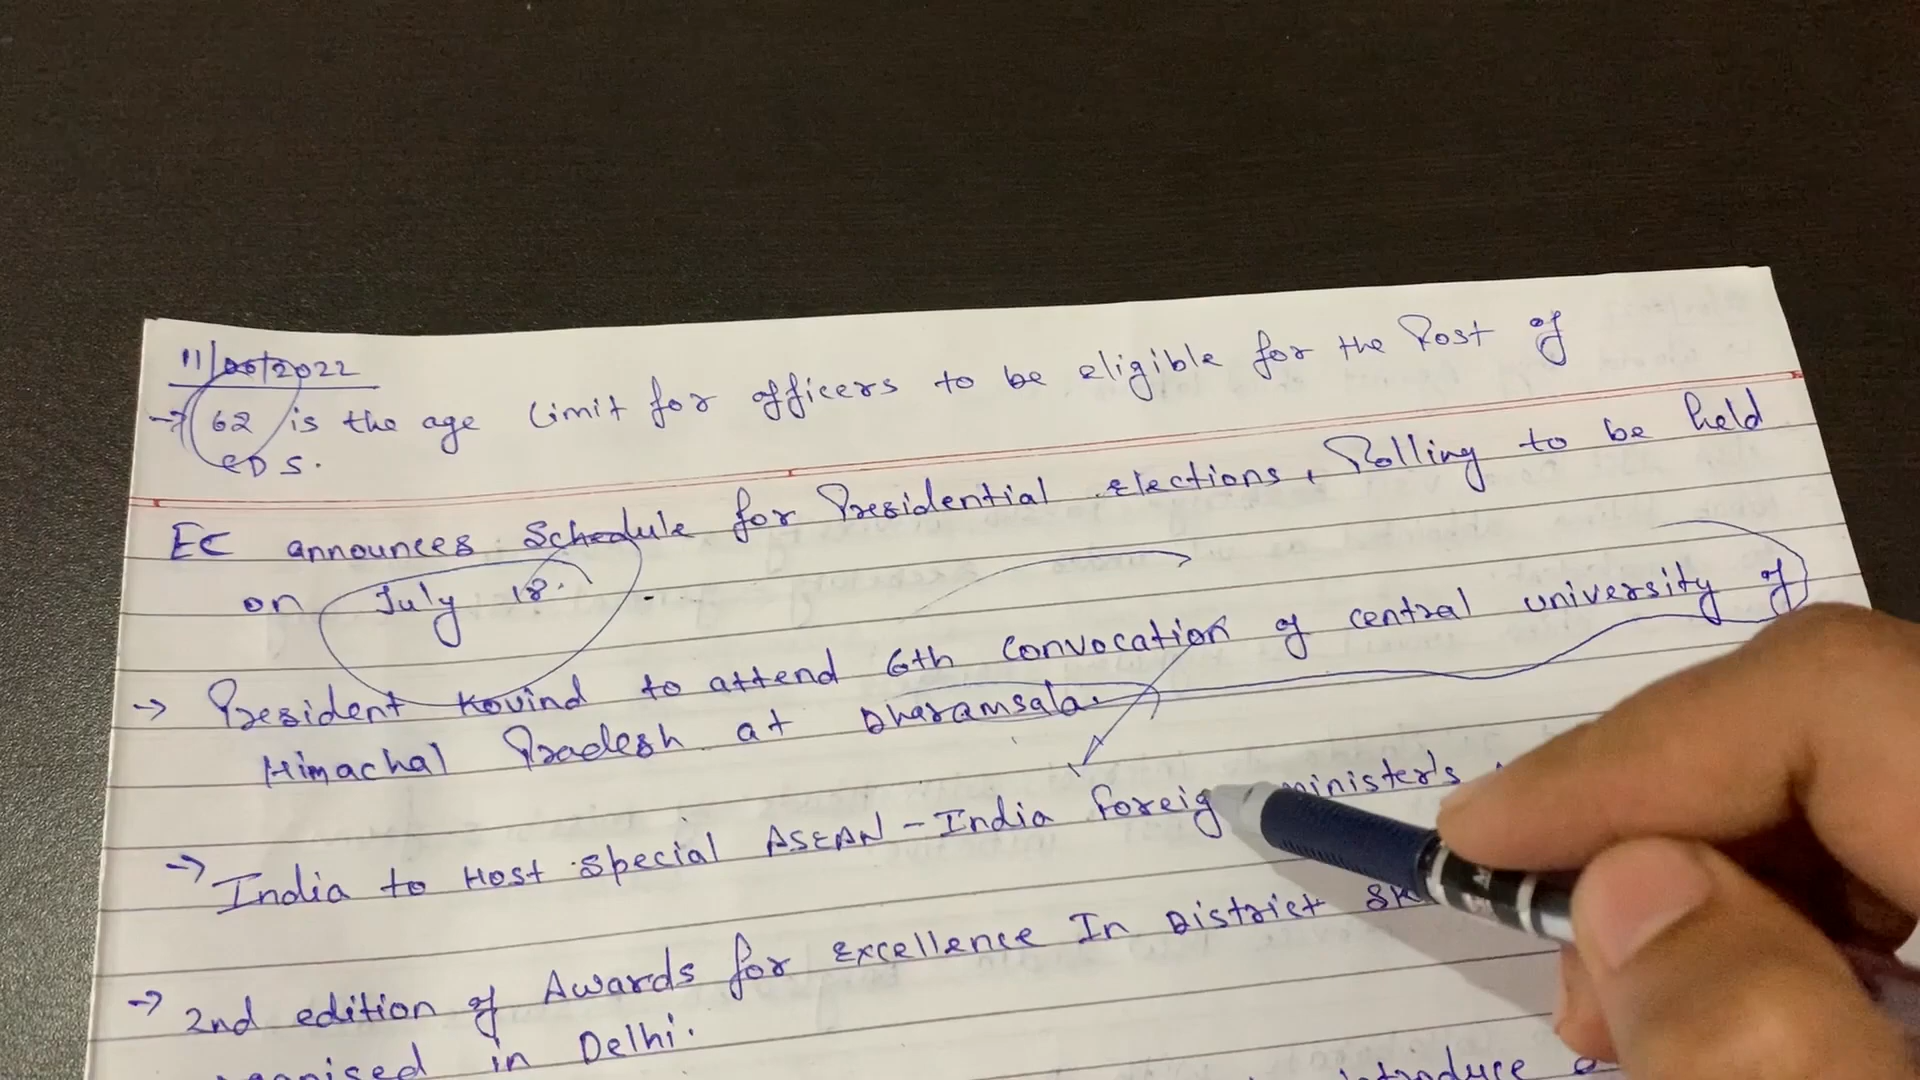 11/06/2022
→ 62 is the age limit for officers to be eligible for the Post of
CDS.
EC announces Schedule for Presidential elections, Polling to be held
on July 18.
→ President Kovind to attend 6th convocation of central university of
Himachal Pradesh at Dharamsala.
→ India to Host special ASEAN-India Foreig minister's
→ 2nd edition of Awards for excellence In District
in Delhi.
introduce